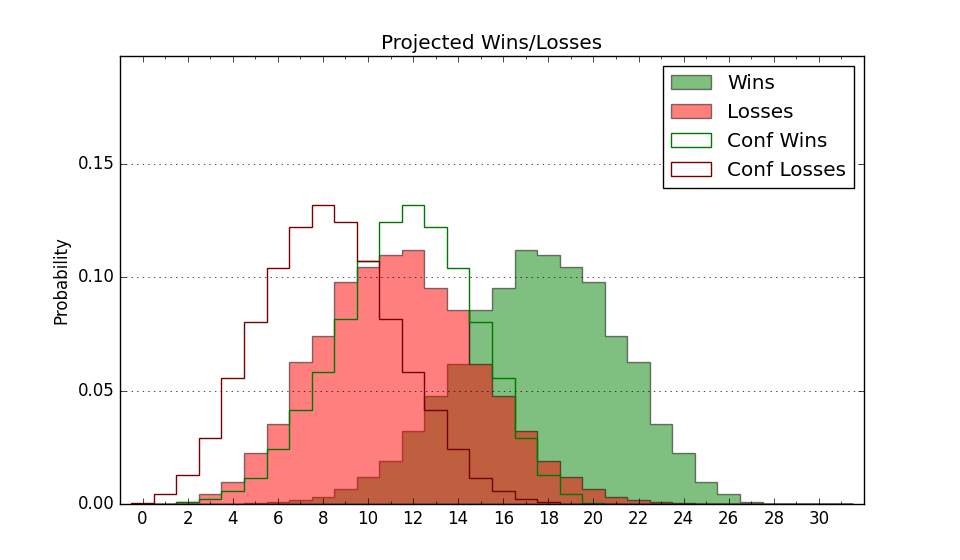 Projected Wins/Losses
Wins
Losses
Conf Wins
Conf Losses
Probability
0.15
0.10
0.05
0.00
0 2 4 6 8 10 12 14 16 18 20 22 24 26 28 30